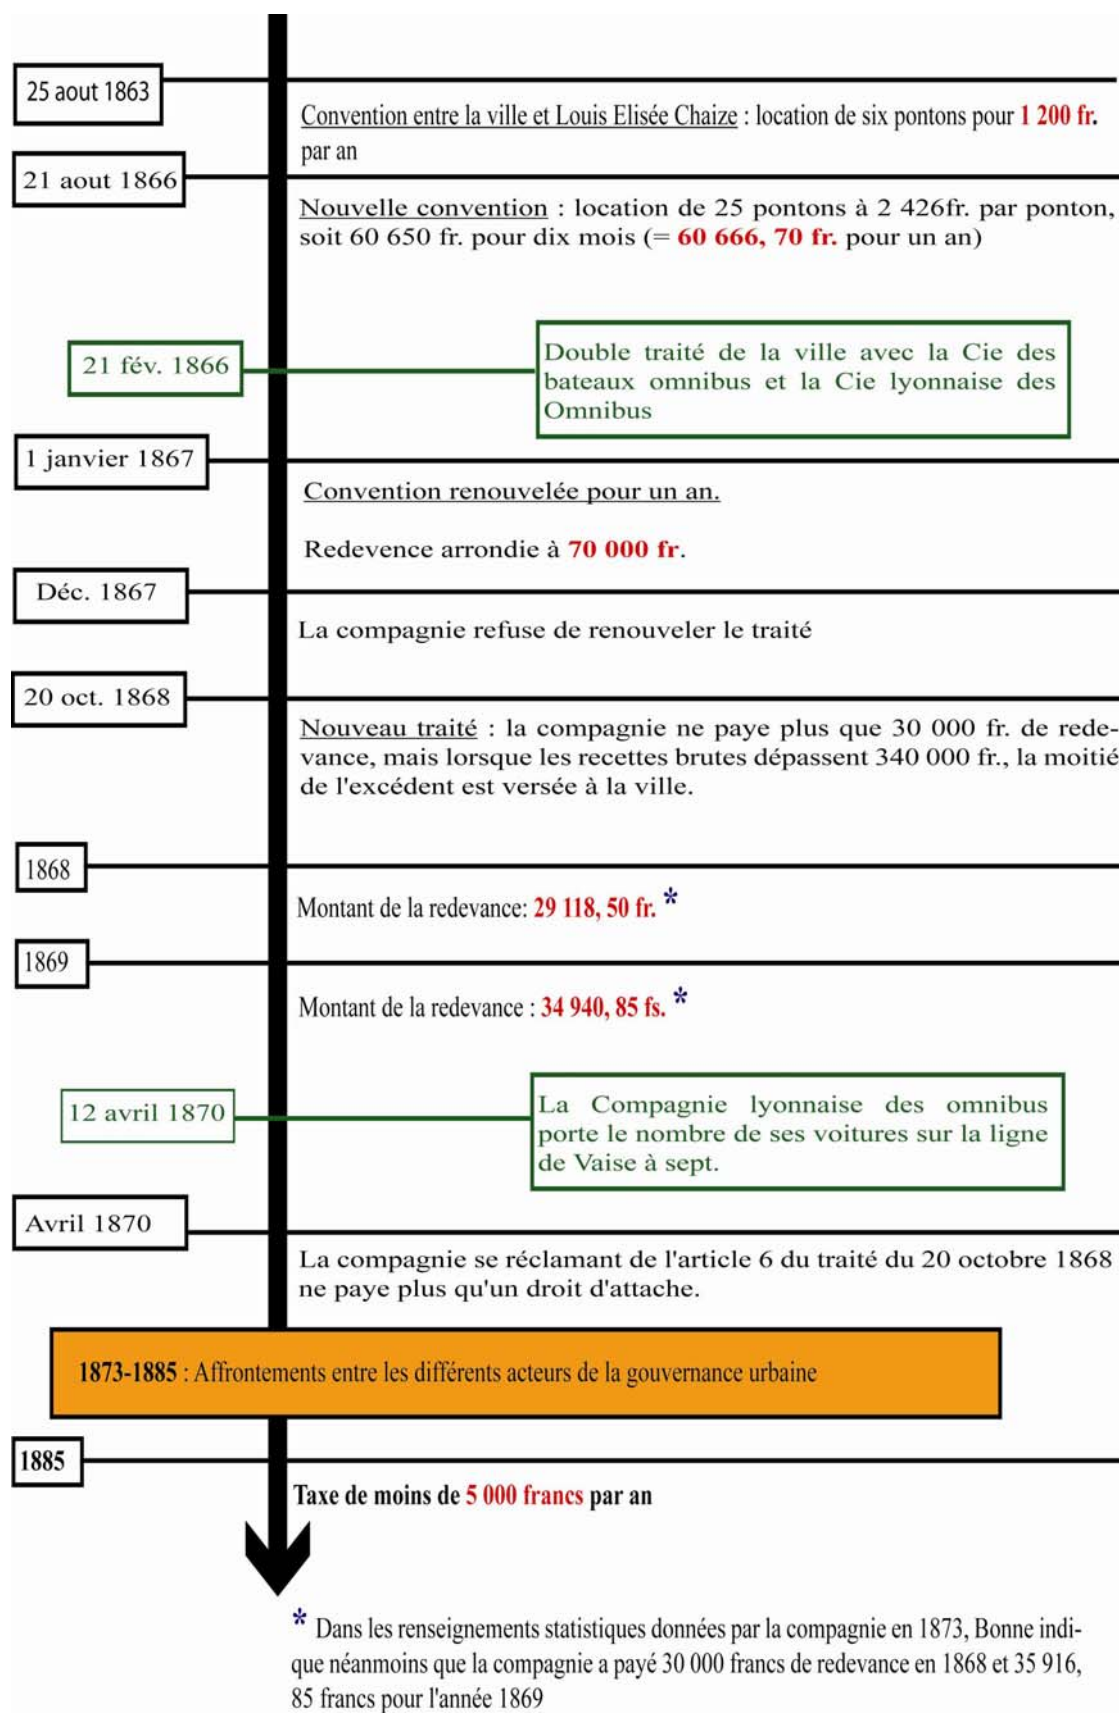 25 aout 1863
Convention entre la ville et Louis Elisée Chaize : location de six pontons pour 1 200 fr.
par an
21 aout 1866
Nouvelle convention : location de 25 pontons à 2 426fr. par ponton,
soit 60 650 fr. pour dix mois (= 60 666, 70 fr. pour un an)
21 fév. 1866
Double traité de la ville avec la Cie des
bateaux omnibus et la Cie lyonnaise des
Omnibus
1 janvier 1867
Convention renouvelée pour un an.
Redevence arrondie à 70 000 fr.
Déc. 1867
La compagnie refuse de renouveler le traité
20 oct. 1868
Nouveau traité : la compagnie ne paye plus que 30 000 fr. de rede-
vance, mais lorsque les recettes brutes dépassent 340 000 fr., la moitié
de l'excédent est versée à la ville.
1868
Montant de la redevance: 29 118, 50 fr. *
1869
Montant de la redevance : 34 940, 85 fs. *
12 avril 1870
La Compagnie lyonnaise des omnibus
porte le nombre de ses voitures sur la ligne
de Vaise à sept.
Avril 1870
La compagnie se réclamant de l'article 6 du traité du 20 octobre 1868
ne paye plus qu'un droit d'attache.
1873-1885 : Affrontements entre les différents acteurs de la gouvernance urbaine
1885
Taxe de moins de 5 000 francs par an
* Dans les renseignements statistiques données par la compagnie en 1873, Bonne indi-
que néanmoins que la compagnie a payé 30 000 francs de redevance en 1868 et 35 916,
85 francs pour l'année 1869